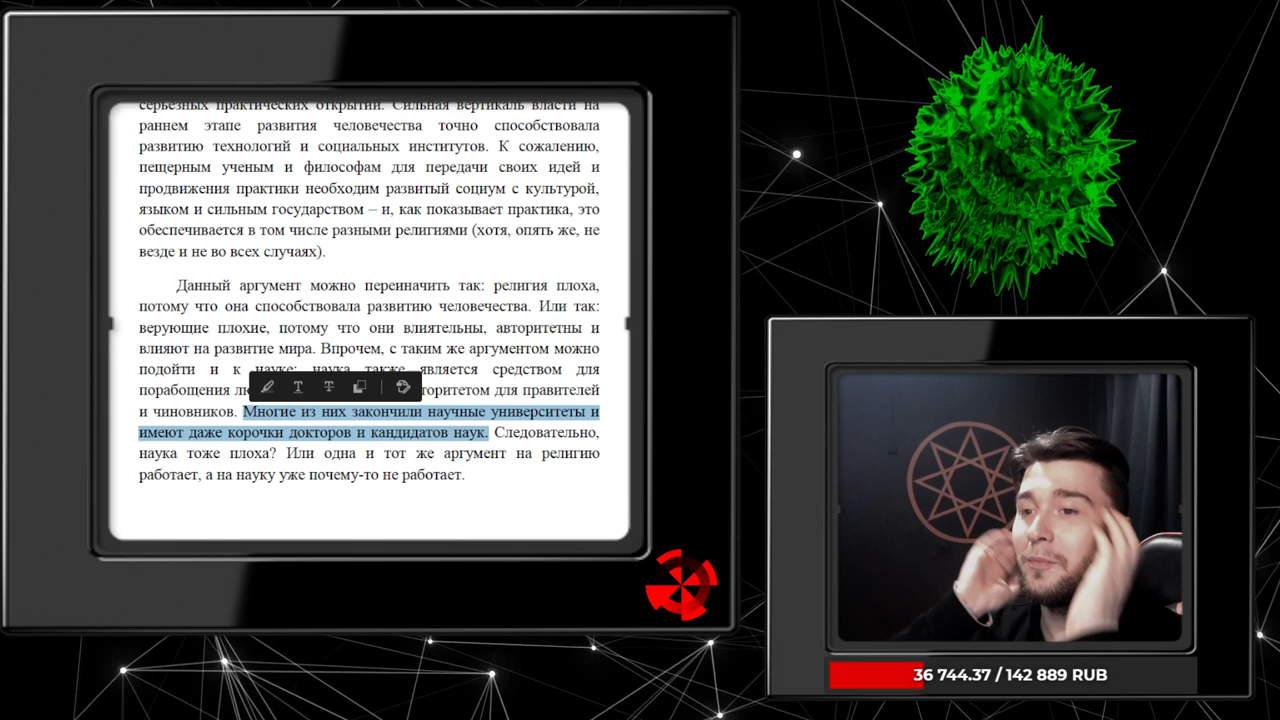 серьезных практических открытий. Сильная вертикаль власти на
раннем этапе развития человечества точно способствовала
развитию технологий и социальных институтов. К сожалению,
пещерным ученым и философам для передачи своих идей и
продвижения практики необходим развитый социум с культурой,
языком и сильным государством – и, как показывает практика, это
обеспечивается в том числе разными религиями (хотя, опять же, не
везде и не во всех случаях).
Данный аргумент можно переиначить так: религия плоха,
потому что она способствовала развитию человечества. Или так:
верующие плохие, потому что они влиятельны, авторитетны и
влияют на развитие мира. Впрочем, с таким же аргументом можно
подойти и к науке: наука также является средством для
порабощения для правителей
и чиновников. Многие из них закончили научные университеты и
имеют даже корочки докторов и кандидатов наук. Следовательно,
наука тоже плоха? Или одна и тот же аргумент на религию
работает, а на науку уже почему-то не работает.
36 744.37 / 142 889 RUB